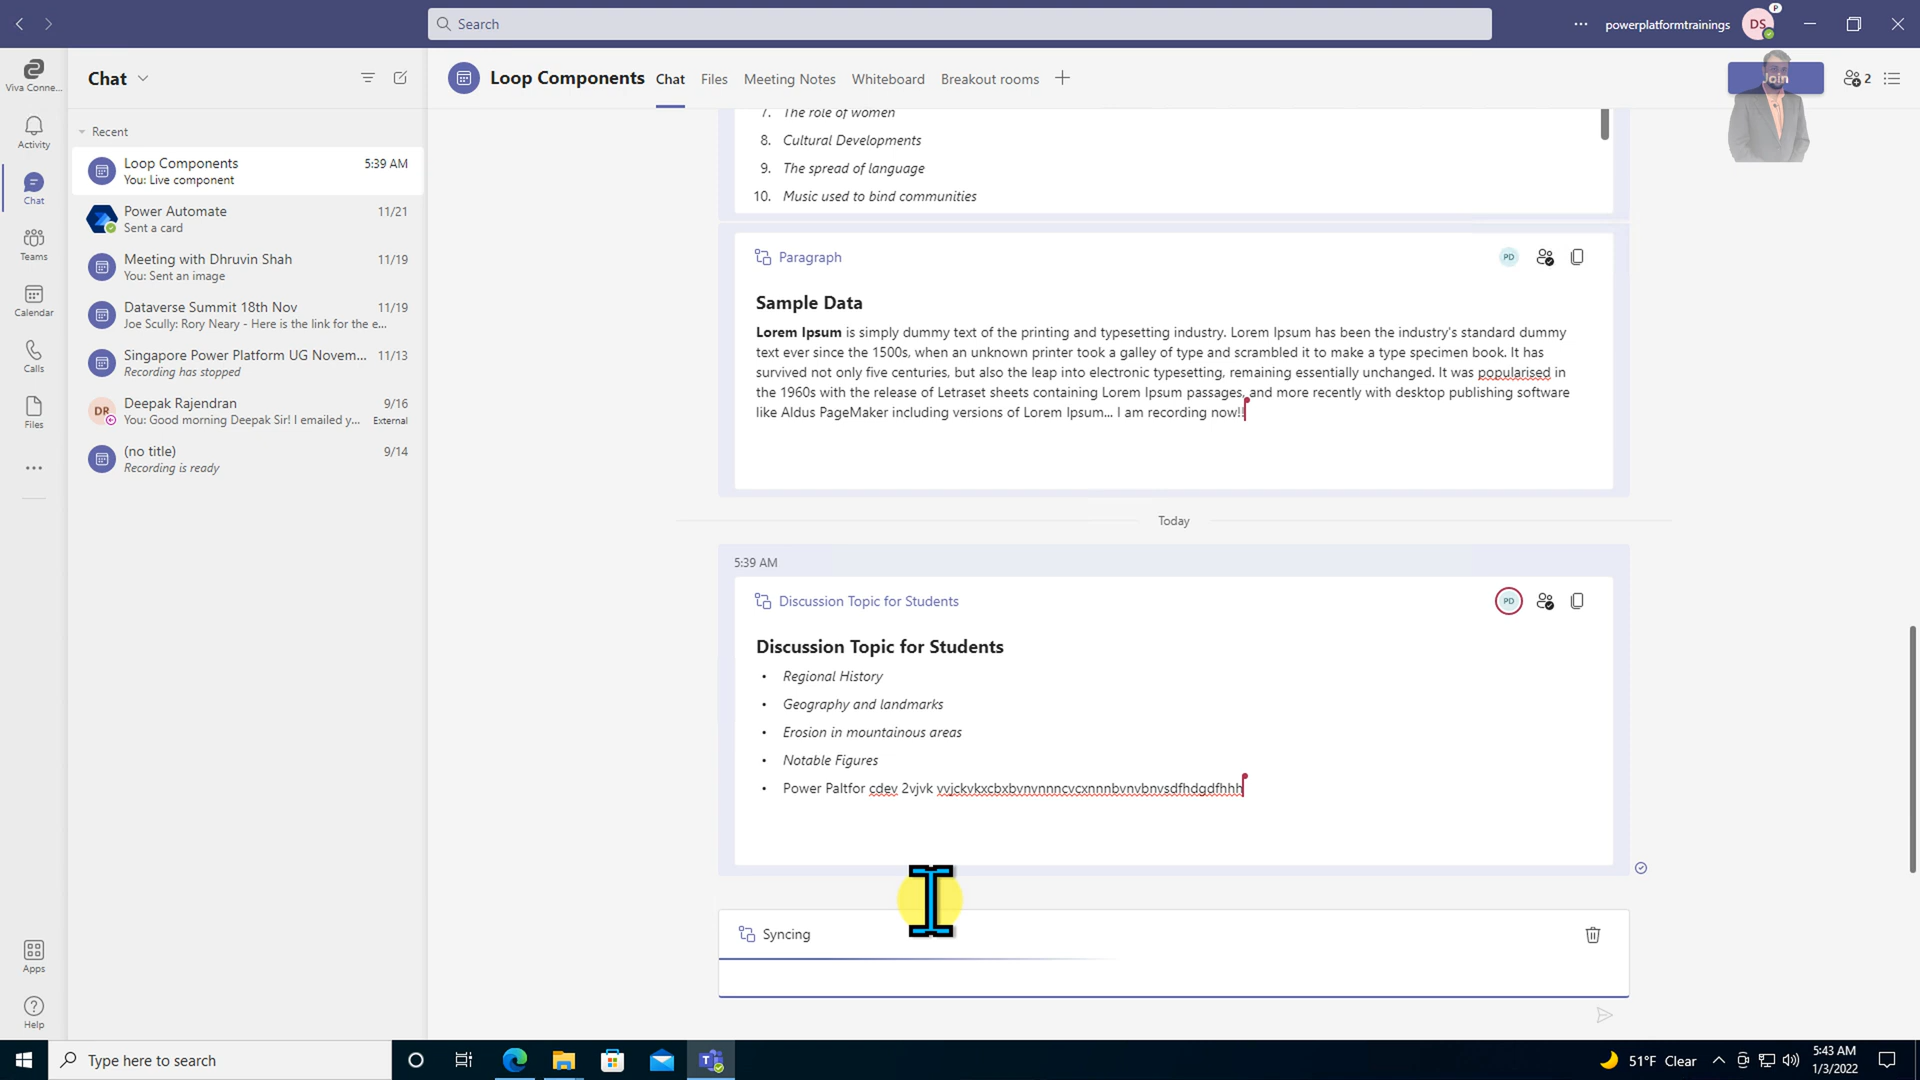 Search
powerplatformtrainings
DS
P
Viva Conne...
Activity
Chat
Teams
Calendar
Calls
Files
Apps
Help
Chat
Recent
Loop Components
5:39 AM
You: Live component
Power Automate
11/21
Sent a card
Meeting with Dhruvin Shah
11/19
You: Sent an image
Dataverse Summit 18th Nov
11/19
Joe Scully: Rory Neary - Here is the link for the e...
Singapore Power Platform UG Novem...
11/13
Recording has stopped
DR
Deepak Rajendran
9/16
You: Good morning Deepak Sir! I emailed y...
External
(no title)
9/14
Recording is ready
Loop Components
Chat
Files
Meeting Notes
Whiteboard
Breakout rooms
Join
2
7. The role of women
8. Cultural Developments
9. The spread of language
10. Music used to bind communities
Paragraph
PD
Sample Data
Lorem Ipsum is simply dummy text of the printing and typesetting industry. Lorem Ipsum has been the industry's standard dummy
text ever since the 1500s, when an unknown printer took a galley of type and scrambled it to make a type specimen book. It has
survived not only five centuries, but also the leap into electronic typesetting, remaining essentially unchanged. It was popularised in
the 1960s with the release of Letraset sheets containing Lorem Ipsum passages, and more recently with desktop publishing software
like Aldus PageMaker including versions of Lorem Ipsum... I am recording now!!
Today
5:39 AM
Discussion Topic for Students
PD
Discussion Topic for Students
• Regional History
• Geography and landmarks
• Erosion in mountainous areas
• Notable Figures
• Power Paltfor cdev 2vjvk vvjckvkxcbxbvnvnnncvcxnnnbvnvbnvsdfhdgdfhhh
Syncing
Type here to search
51°F Clear
5:43 AM
1/3/2022